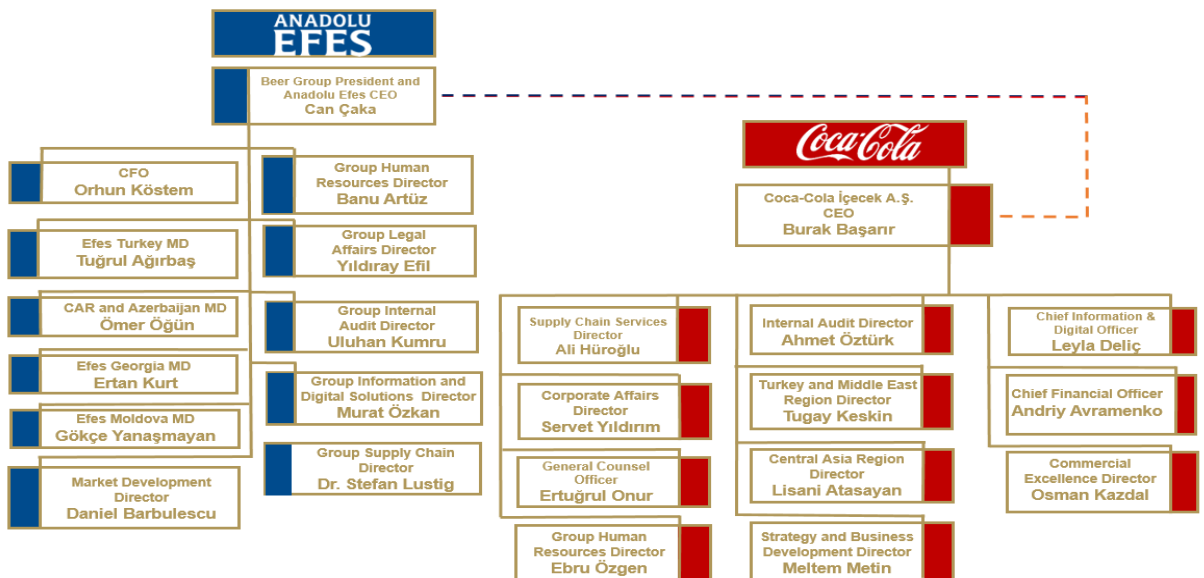 ANADOLU
EFES
Beer Group President and
Anadolu Efes CEO
Can Çaka
CFO
Orhun Köstem
Group Human
Resources Director
Banu Artüz
Efes Turkey MD
Tuğrul Ağırbaş
Group Legal
Affairs Director
Yıldıray Efil
CAR and Azerbaijan MD
Ömer Öğün
Group Internal
Audit Director
Uluhan Kumru
Efes Georgia MD
Ertan Kurt
Group Information and
Digital Solutions Director
Murat Özkan
Efes Moldova MD
Gökçe Yanaşmayan
Group Supply Chain
Director
Dr. Stefan Lustig
Market Development
Director
Daniel Barbulescu
Coca-Cola
Coca-Cola İçecek A.Ş.
CEO
Burak Başarır
Supply Chain Services
Director
Ali Hüroğlu
Corporate Affairs
Director
Servet Yıldırım
General Counsel
Officer
Ertuğrul Onur
Group Human
Resources Director
Ebru Özgen
Internal Audit Director
Ahmet Öztürk
Turkey and Middle East
Region Director
Tugay Keskin
Central Asia Region
Director
Lisani Atasayan
Strategy and Business
Development Director
Meltem Metin
Chief Information &
Digital Officer
Leyla Deliç
Chief Financial Officer
Andriy Avramenko
Commercial
Excellence Director
Osman Kazdal